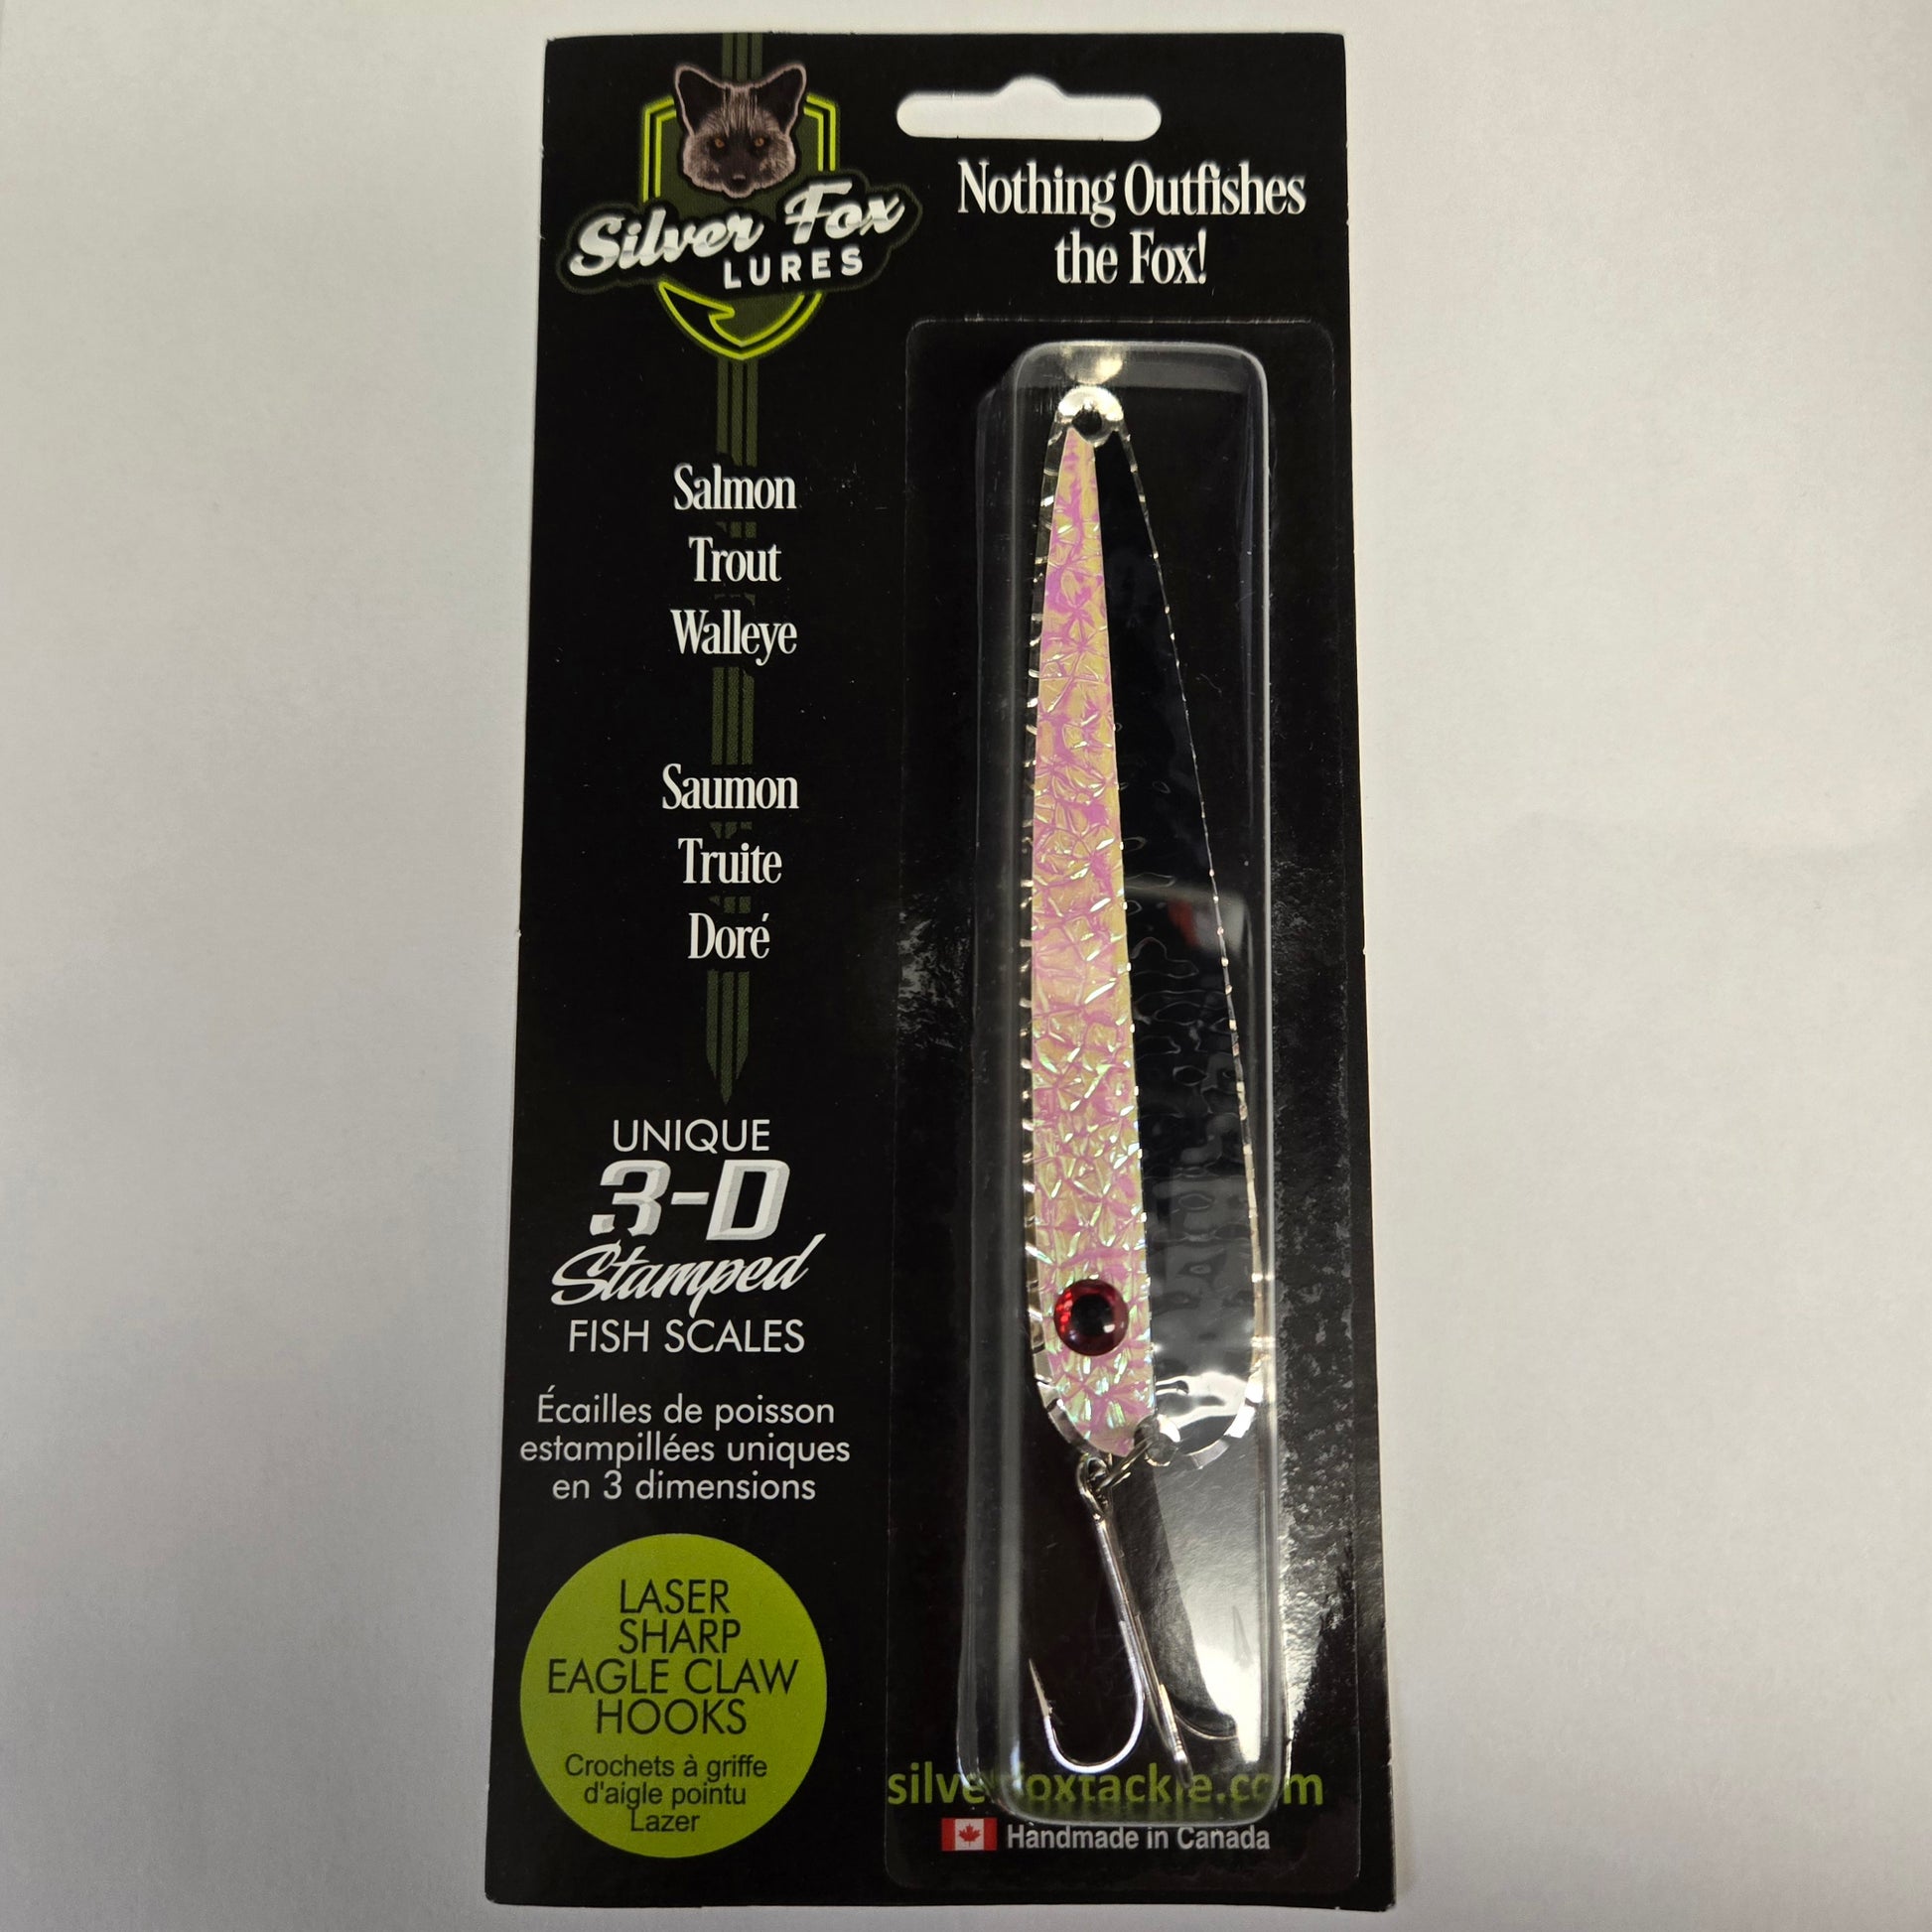 Silver Fox
LURES
Nothing Outfishes
the Fox!
Salmon
Trout
Walleye
Saumon
Truite
Doré
UNIQUE
3-D
Stamped
FISH SCALES
Écailles de poisson
estampillées uniques
en 3 dimensions
LASER
SHARP
EAGLE CLAW
HOOKS
Crochets à griffe
d'aigle pointu
Lazer
silverfoxtackle.com
Handmade in Canada